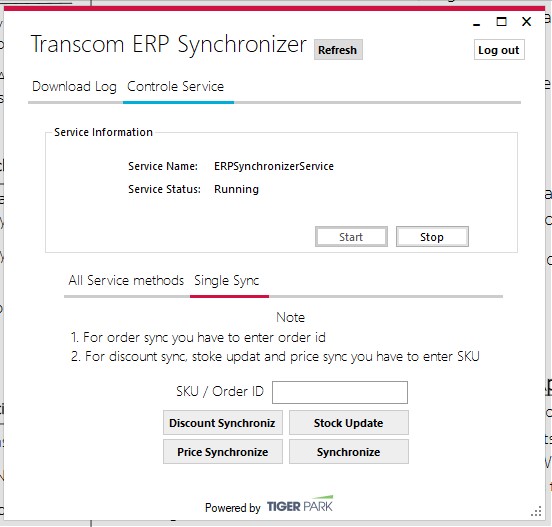 Transcom ERP Synchronizer Refresh Log out
Download Log Controle Service
Service Information
Service Name: ERPSynchronizerService
Service Status: Running
Start Stop
All Service methods Single Sync
Note
1. For order sync you have to enter order id
2. For discount sync, stoke updat and price sync you have to enter SKU
SKU / Order ID
Discount Synchroniz Stock Update
Price Synchronize Synchronize
Powered by TIGER PARK